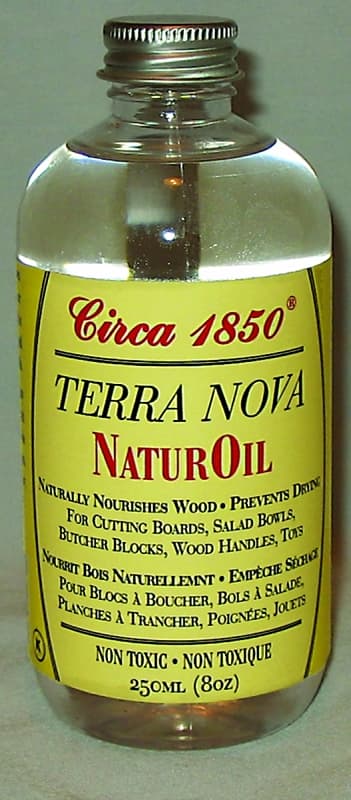 Circa 1850®
TERRA NOVA
NATUROIL
NATURALLY NOURISHES WOOD • PREVENTS DRYING
FOR CUTTING BOARDS, SALAD BOWLS,
BUTCHER BLOCKS, WOOD HANDLES, TOYS
NOURRIT BOIS NATURELLEMNT • EMPÊCHE SÉCHAGE
POUR BLOCS À BOUCHER, BOLS À SALADE,
PLANCHES À TRANCHER, POIGNÉES, JOUETS
K
NON TOXIC • NON TOXIQUE
250ML (8OZ)